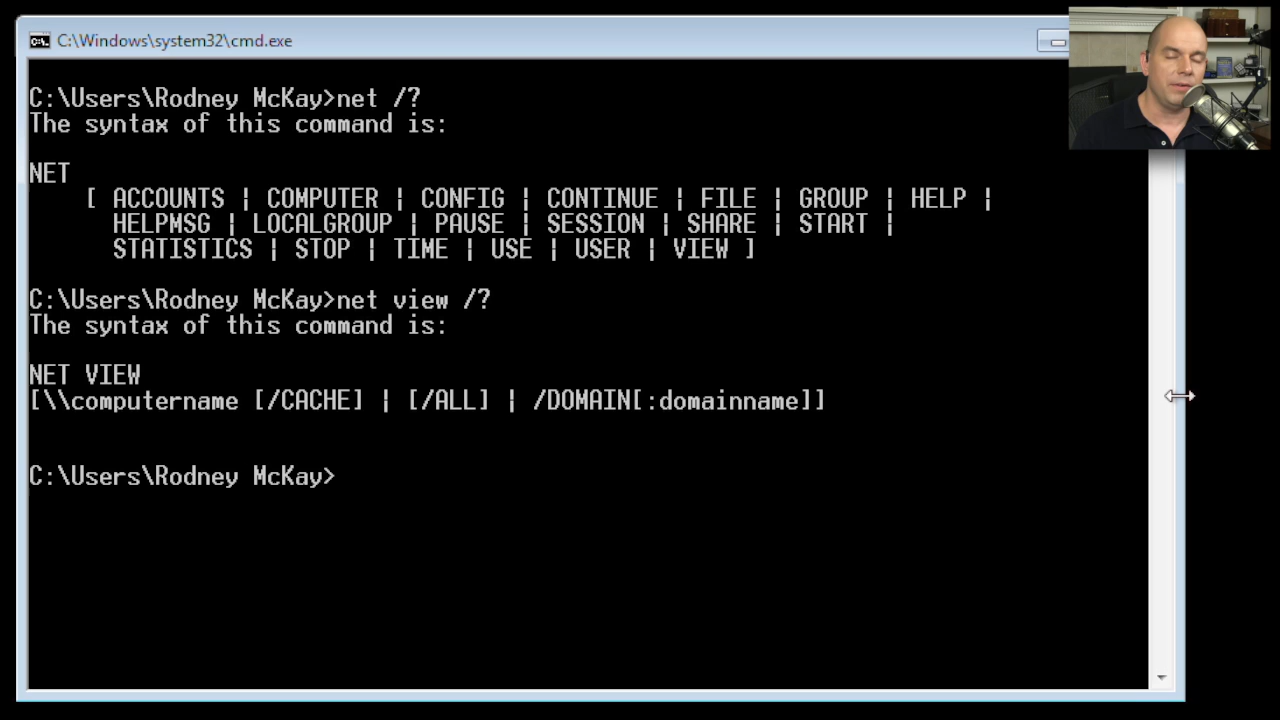 C:\Windows\system32\cmd.exe
C:\Users\Rodney McKay>net /?
The syntax of this command is:
NET
[ ACCOUNTS | COMPUTER | CONFIG | CONTINUE | FILE | GROUP | HELP |
HELPMSG | LOCALGROUP | PAUSE | SESSION | SHARE | START |
STATISTICS | STOP | TIME | USE | USER | VIEW ]
C:\Users\Rodney McKay>net view /?
The syntax of this command is:
NET VIEW
[\\computername [/CACHE] | [/ALL] | /DOMAIN[:domainname]]
C:\Users\Rodney McKay>